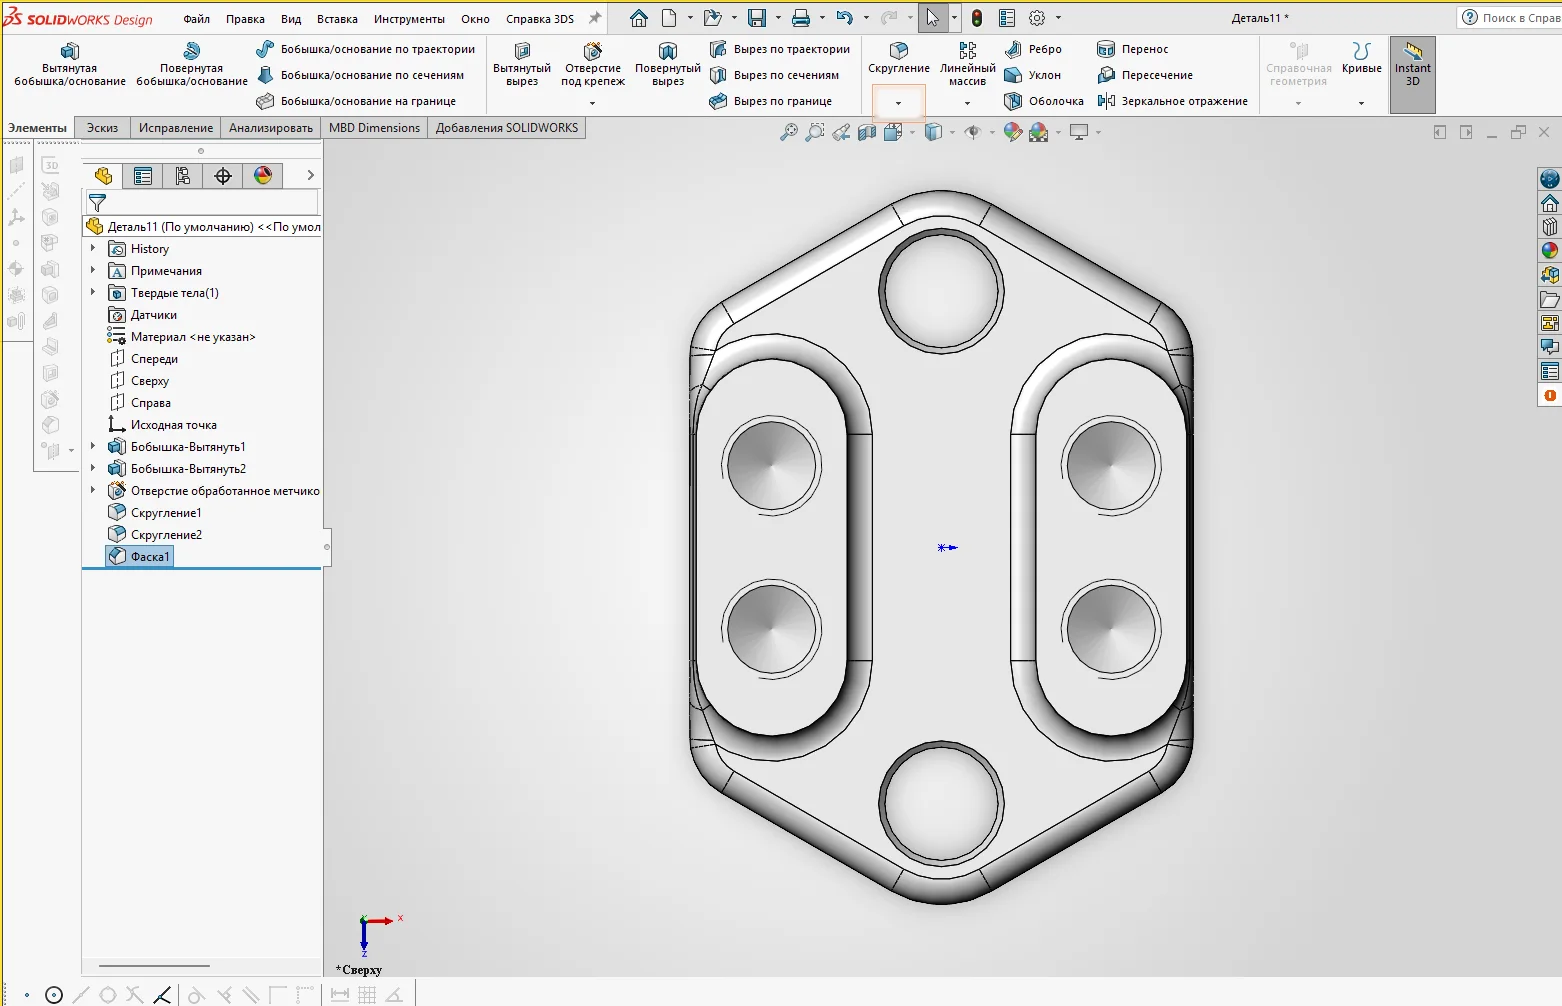 SOLIDWORKS Design
Файл Правка Вид Вставка Инструменты Окно Справка 3DS
Деталь11 *
Поиск в Справ
Вытянутая бобышка/основание
Повернутая бобышка/основание
Бобышка/основание по траектории
Бобышка/основание по сечениям
Бобышка/основание на границе
Вытянутый вырез
Отверстие под крепеж
Повернутый вырез
Вырез по траектории
Вырез по сечениям
Вырез по границе
Скругление
Линейный массив
Ребро
Уклон
Оболочка
Перенос
Пересечение
Зеркальное отражение
Справочная геометрия
Кривые
Instant 3D
Элементы Эскиз Исправление Анализировать MBD Dimensions Добавления SOLIDWORKS
3D
Деталь11 (По умолчанию) <<По умол
History
Примечания
Твердые тела(1)
Датчики
Материал <не указан>
Спереди
Сверху
Справа
Исходная точка
Бобышка-Вытянуть1
Бобышка-Вытянуть2
Отверстие обработанное метчико
Скругление1
Скругление2
Фаска1
X
Z
*Сверху